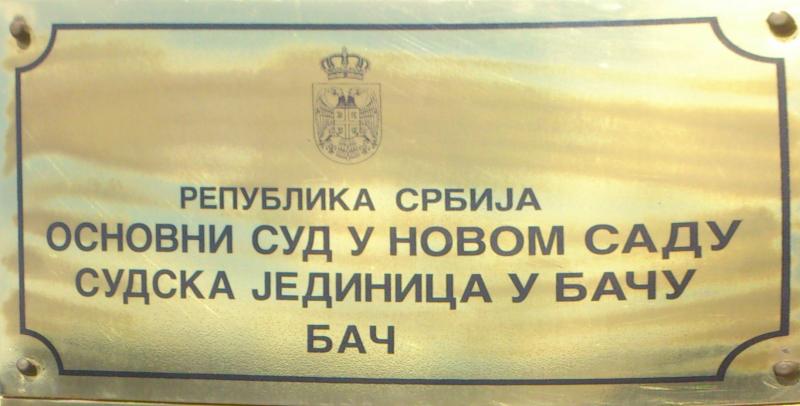 РЕПУБЛИКА СРБИЈА
ОСНОВНИ СУД У НОВОМ САДУ
СУДСКА ЈЕДИНИЦА У БАЧУ
БАЧ